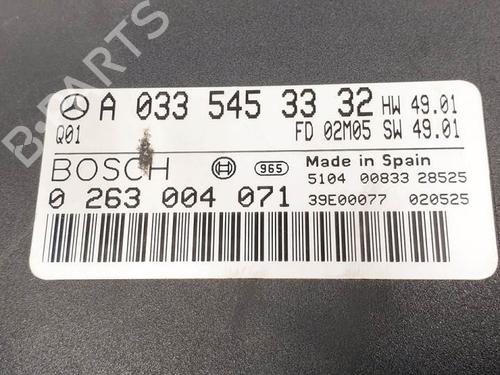 B-PARTS
A 033 545 33 32 HW 49.01
Q01 FD 02M05 SW 49.01
BOSCH 965 Made in Spain
5104 00833 28525
0 263 004 071 39E00077 020525